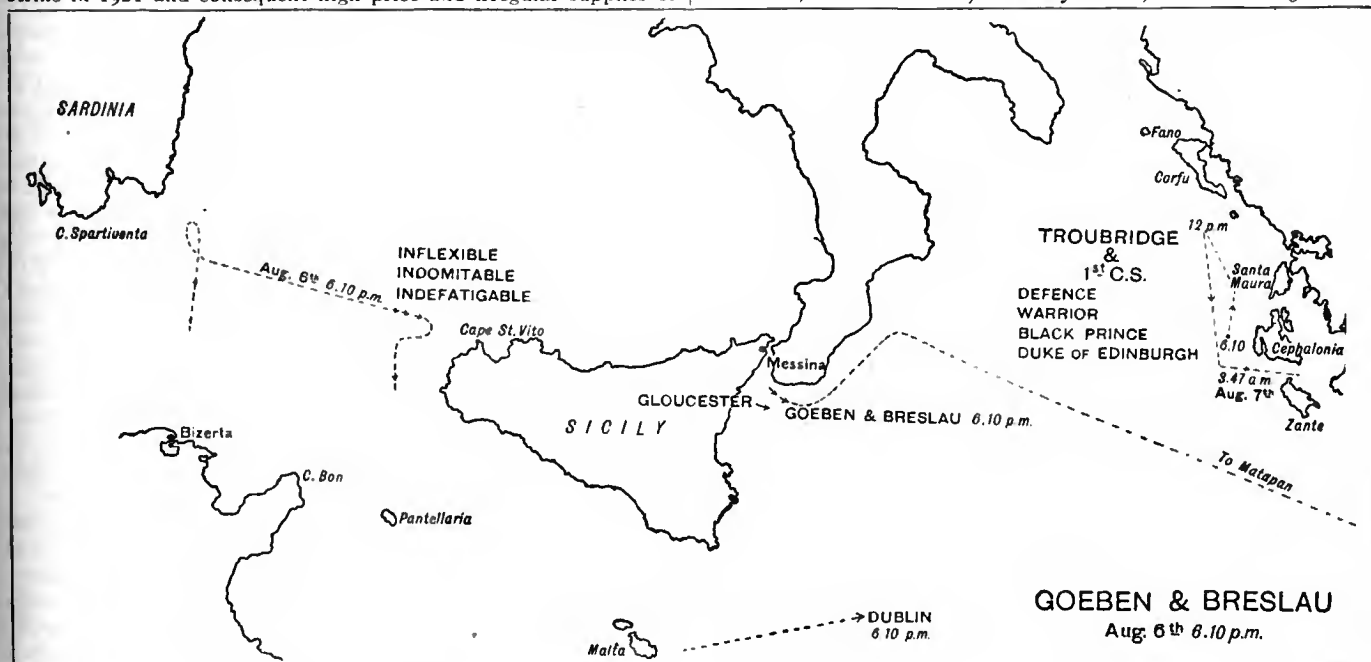 SARDINIA
C. Spartiventa
Aug. 6th 6.10 p.m.
INFLEXIBLE
INDOMITABLE
INDEFATIGABLE
Cape St. Vito
Messina
GLOUCESTER
GOEBEN & BRESLAU 6.10 p.m.
SICILY
Bizerta
C. Bon
Pantellaria
Malta
DUBLIN
6 10 p.m.
Fano
Corfu
12 p.m
TROUBRIDGE
&
1st C.S.
DEFENCE
WARRIOR
BLACK PRINCE
DUKE OF EDINBURGH
Santa
Maura
6.10
Cephalonia
3.47 a m
Aug. 7th
Zante
To Matapan
GOEBEN & BRESLAU
Aug. 6th 6.10 p.m.